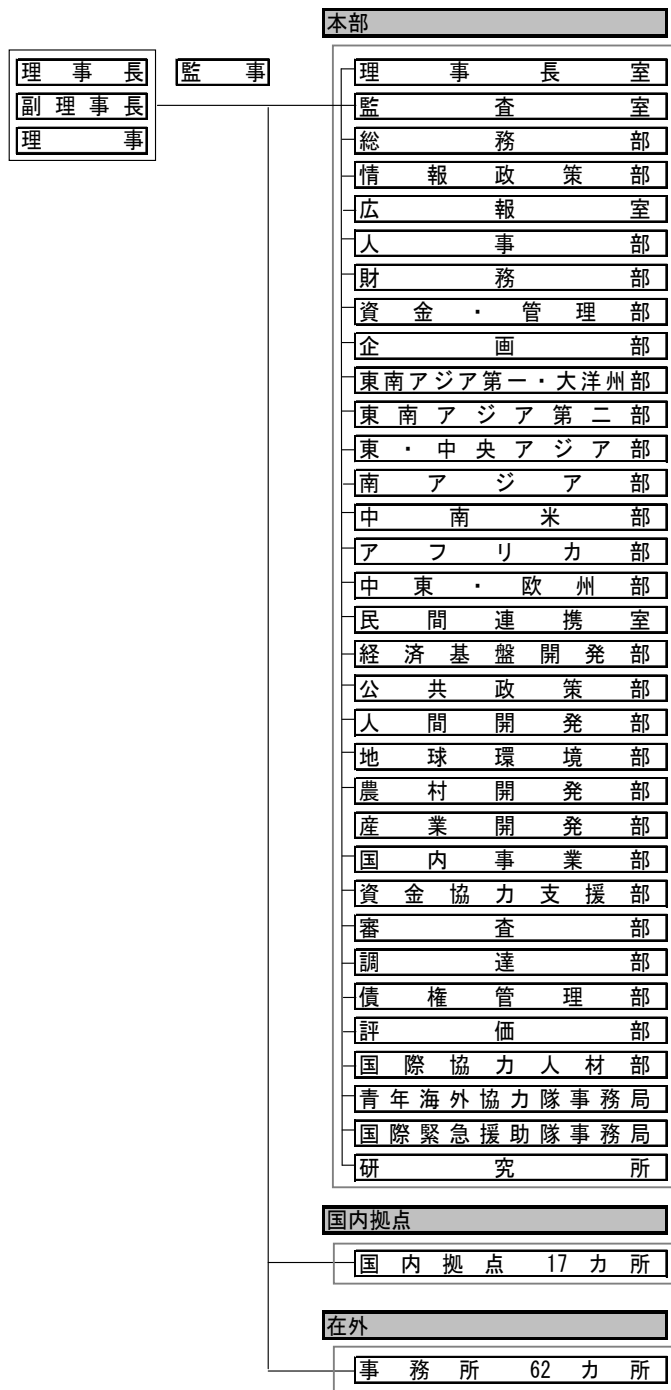 本部
理事長
監事
副理事長
理事
理事長室
監査室
総務部
情報政策部
広報室
人事部
財務部
資金・管理部
企画部
東南アジア第一・大洋州部
東南アジア第二部
東・中央アジア部
南アジア部
中南米部
アフリカ部
中東・欧州部
民間連携室
経済基盤開発部
公共政策部
人間開発部
地球環境部
農村開発部
産業開発部
国内事業部
資金協力支援部
審査部
調達部
債権管理部
評価部
国際協力人材部
青年海外協力隊事務局
国際緊急援助隊事務局
研究所
国内拠点
国内拠点 17カ所
在外
事務所 62カ所